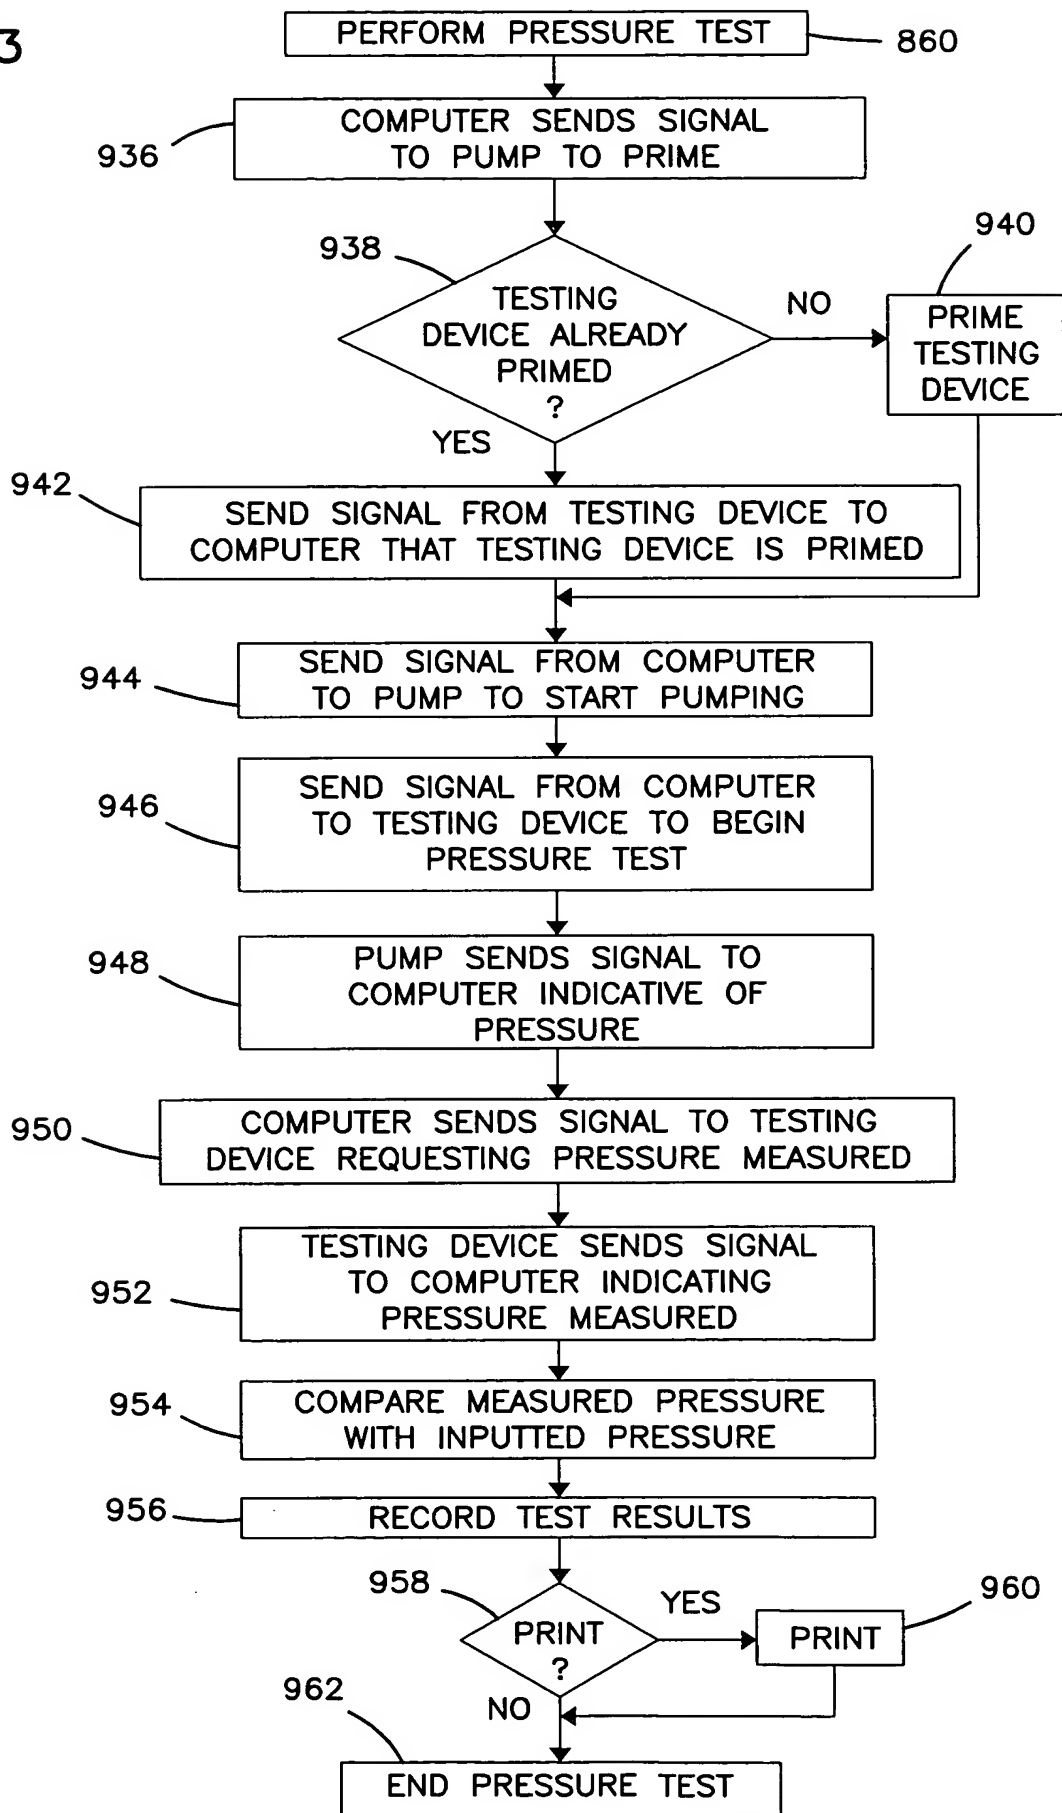 3
PERFORM PRESSURE TEST
860
COMPUTER SENDS SIGNAL
TO PUMP TO PRIME
936
938
940
TESTING
DEVICE ALREADY
PRIMED
?
NO
PRIME
TESTING
DEVICE
YES
942
SEND SIGNAL FROM TESTING DEVICE TO
COMPUTER THAT TESTING DEVICE IS PRIMED
944
SEND SIGNAL FROM COMPUTER
TO PUMP TO START PUMPING
946
SEND SIGNAL FROM COMPUTER
TO TESTING DEVICE TO BEGIN
PRESSURE TEST
948
PUMP SENDS SIGNAL TO
COMPUTER INDICATIVE OF
PRESSURE
950
COMPUTER SENDS SIGNAL TO TESTING
DEVICE REQUESTING PRESSURE MEASURED
952
TESTING DEVICE SENDS SIGNAL
TO COMPUTER INDICATING
PRESSURE MEASURED
954
COMPARE MEASURED PRESSURE
WITH INPUTTED PRESSURE
956
RECORD TEST RESULTS
958
PRINT
?
YES
PRINT
960
NO
962
END PRESSURE TEST